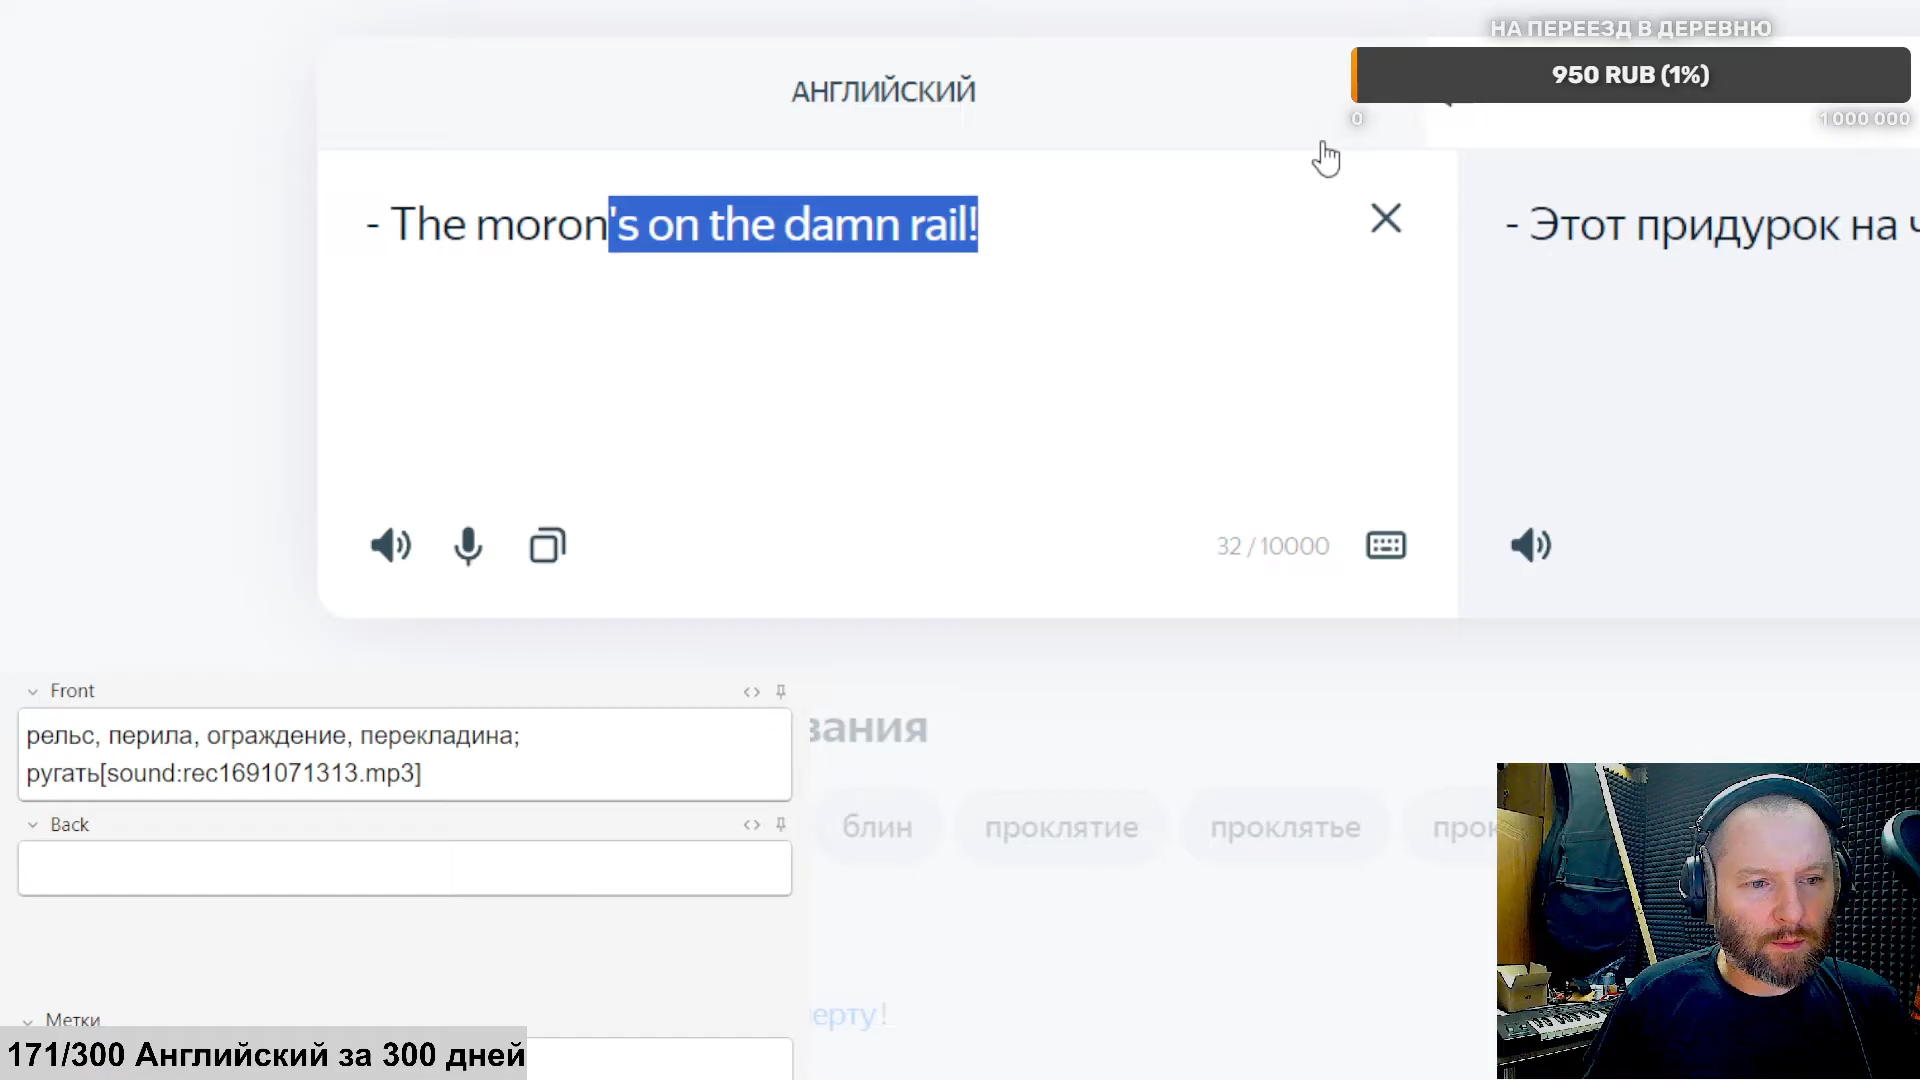 НА ПЕРЕЕЗД В ДЕРЕВНЮ
950 RUB (1%)
0
1 000 000
АНГЛИЙСКИЙ
- The moron's on the damn rail!
- Этот придурок на ч
32 / 10000
Front
рельс, перила, ограждение, перекладина;
ругать[sound:rec1691071313.mp3]
Back
вания
блин
проклятие
проклятье
прок
ерту!
Метки
171/300 Английский за 300 дней